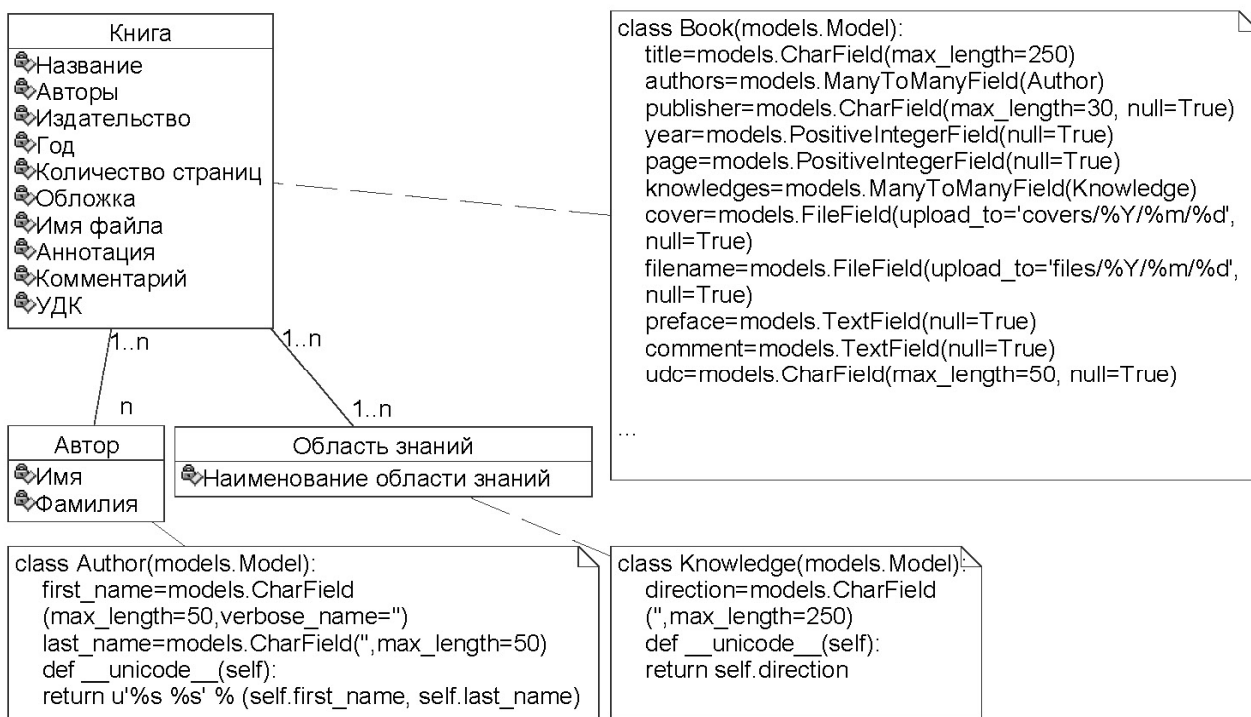 Книга
Название
Авторы
Издательство
Год
Количество страниц
Обложка
Имя файла
Аннотация
Комментарий
УДК
1..n
1..n
n
1..n
Автор
Имя
Фамилия
Область знаний
Наименование области знаний
class Book(models.Model):
title=models.CharField(max_length=250)
authors=models.ManyToManyField(Author)
publisher=models.CharField(max_length=30, null=True)
year=models.PositiveIntegerField(null=True)
page=models.PositiveIntegerField(null=True)
knowledges=models.ManyToManyField(Knowledge)
cover=models.FileField(upload_to='covers/%Y/%m/%d',
null=True)
filename=models.FileField(upload_to='files/%Y/%m/%d',
null=True)
preface=models.TextField(null=True)
comment=models.TextField(null=True)
udc=models.CharField(max_length=50, null=True)
...
class Author(models.Model):
first_name=models.CharField
(max_length=50,verbose_name='')
last_name=models.CharField('',max_length=50)
def __unicode__(self):
return u'%s %s' % (self.first_name, self.last_name)
class Knowledge(models.Model):
direction=models.CharField
('',max_length=250)
def __unicode__(self):
return self.direction